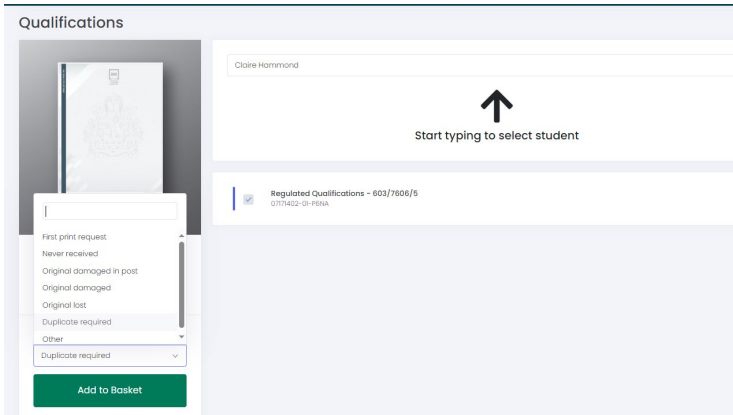 Qualifications
Claire Hammond
Start typing to select student
Regulated Qualifications - 603/7606/5
07171402-01-P6NA
First print request
Never received
Original damaged in post
Original damaged
Original lost
Duplicate required
Other
Duplicate required
Add to Basket